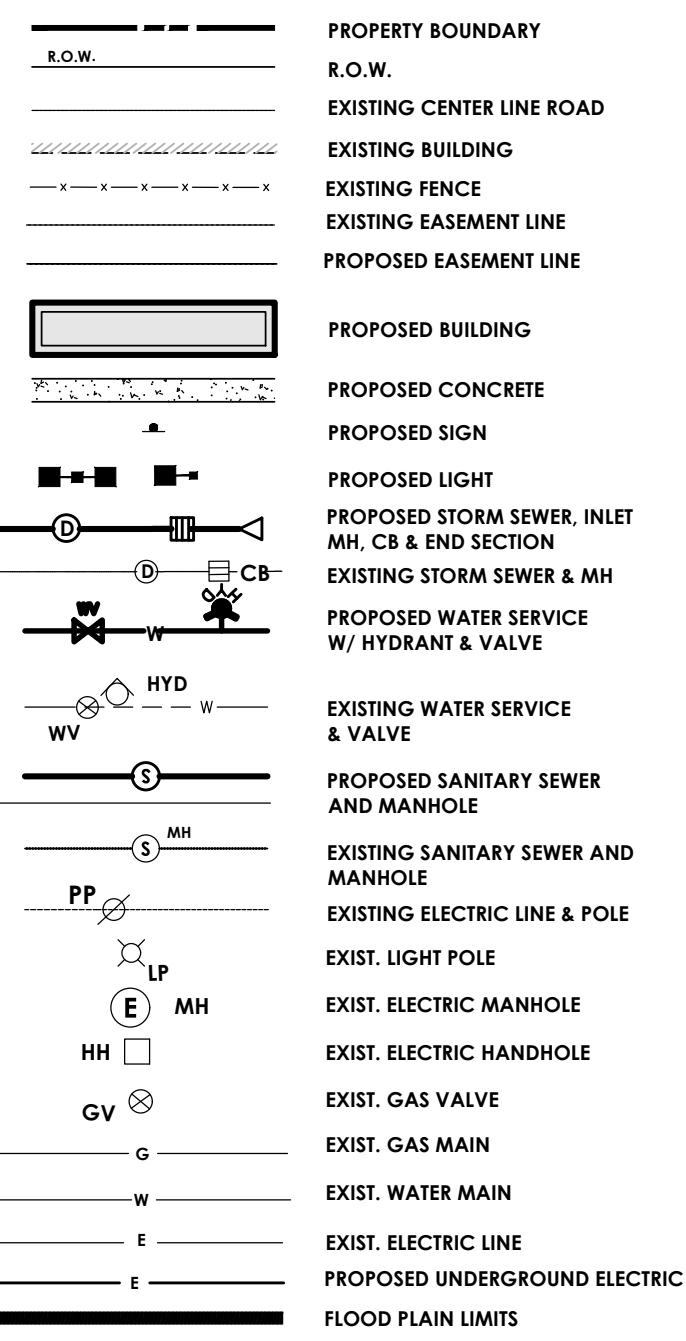 PROPERTY BOUNDARY
R.O.W.
R.O.W.
EXISTING CENTER LINE ROAD
EXISTING BUILDING
x x x x x x
EXISTING FENCE
EXISTING EASEMENT LINE
PROPOSED EASEMENT LINE
PROPOSED BUILDING
PROPOSED CONCRETE
PROPOSED SIGN
PROPOSED LIGHT
D
PROPOSED STORM SEWER, INLET
MH, CB & END SECTION
D CB
EXISTING STORM SEWER & MH
WV W HYD
PROPOSED WATER SERVICE
W/ HYDRANT & VALVE
HYD
W
WV
EXISTING WATER SERVICE
& VALVE
S
PROPOSED SANITARY SEWER
AND MANHOLE
S MH
EXISTING SANITARY SEWER AND
MANHOLE
PP
EXISTING ELECTRIC LINE & POLE
LP
EXIST. LIGHT POLE
E MH
EXIST. ELECTRIC MANHOLE
HH
EXIST. ELECTRIC HANDHOLE
GV
EXIST. GAS VALVE
G
EXIST. GAS MAIN
W
EXIST. WATER MAIN
E
EXIST. ELECTRIC LINE
E
PROPOSED UNDERGROUND ELECTRIC
FLOOD PLAIN LIMITS